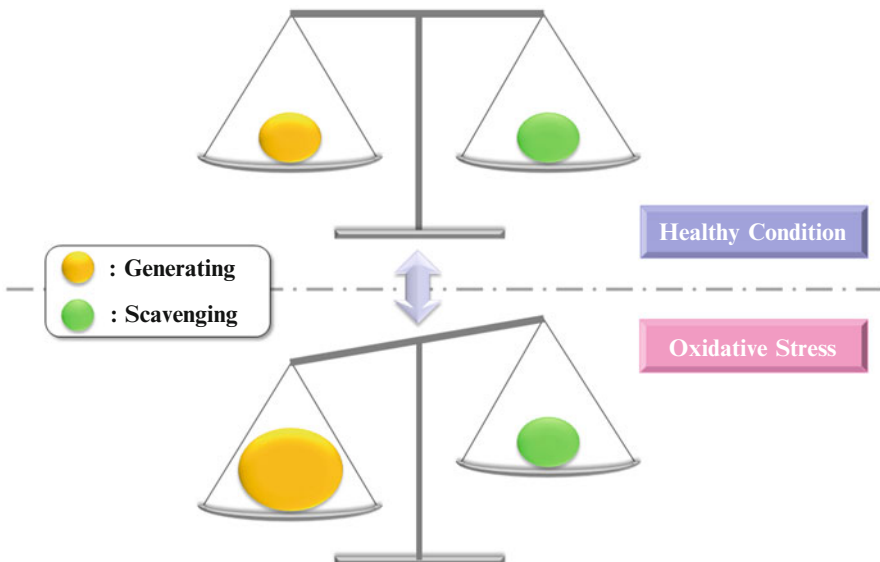 Healthy Condition
: Generating
: Scavenging
Oxidative Stress